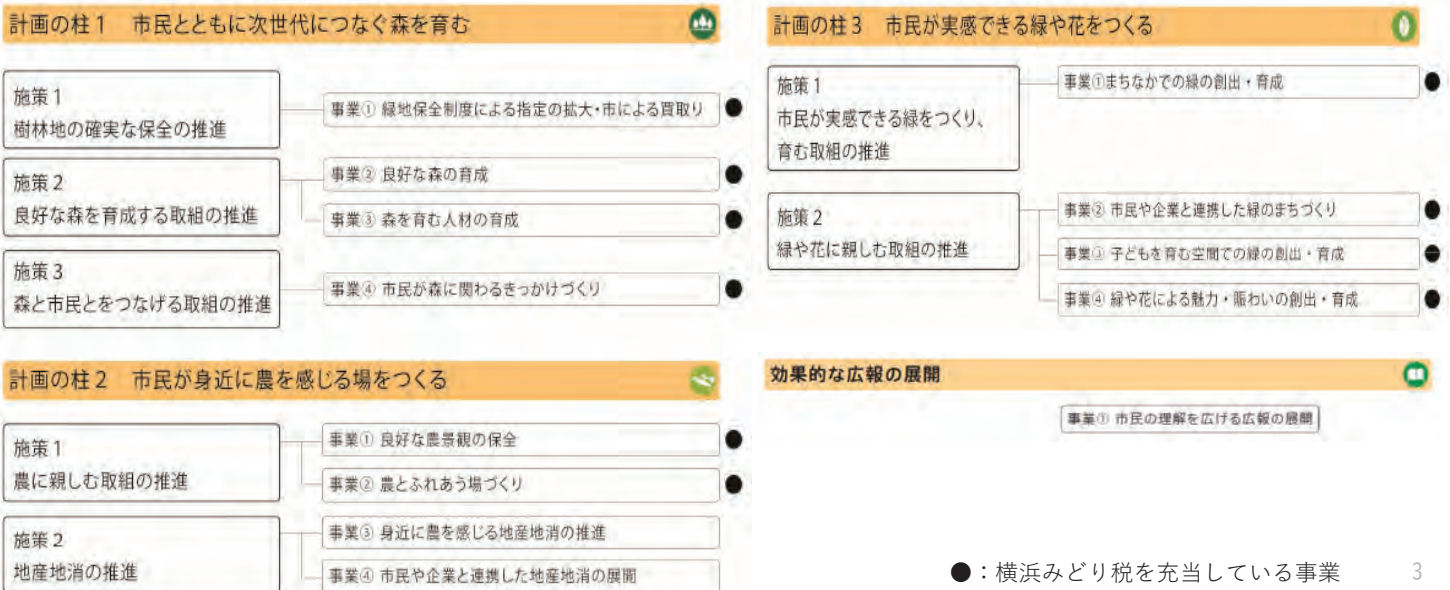 計画の柱1 市民とともに次世代につなぐ森を育む
施策1
樹林地の確実な保全の推進
事業① 緑地保全制度による指定の拡大・市による買取り ●
施策2
良好な森を育成する取組の推進
事業② 良好な森の育成 ●
事業③ 森を育む人材の育成 ●
施策3
森と市民とをつなげる取組の推進
事業④ 市民が森に関わるきっかけづくり ●
計画の柱2 市民が身近に農を感じる場をつくる
施策1
農に親しむ取組の推進
事業① 良好な農景観の保全 ●
事業② 農とふれあう場づくり ●
施策2
地産地消の推進
事業③ 身近に農を感じる地産地消の推進
事業④ 市民や企業と連携した地産地消の展開
計画の柱3 市民が実感できる緑や花をつくる
施策1
市民が実感できる緑をつくり、
育む取組の推進
事業①まちなかでの緑の創出・育成 ●
施策2
緑や花に親しむ取組の推進
事業② 市民や企業と連携した緑のまちづくり ●
事業③ 子どもを育む空間での緑の創出・育成 ●
事業④ 緑や花による魅力・賑わいの創出・育成 ●
効果的な広報の展開
事業① 市民の理解を広げる広報の展開
●:横浜みどり税を充当している事業
3